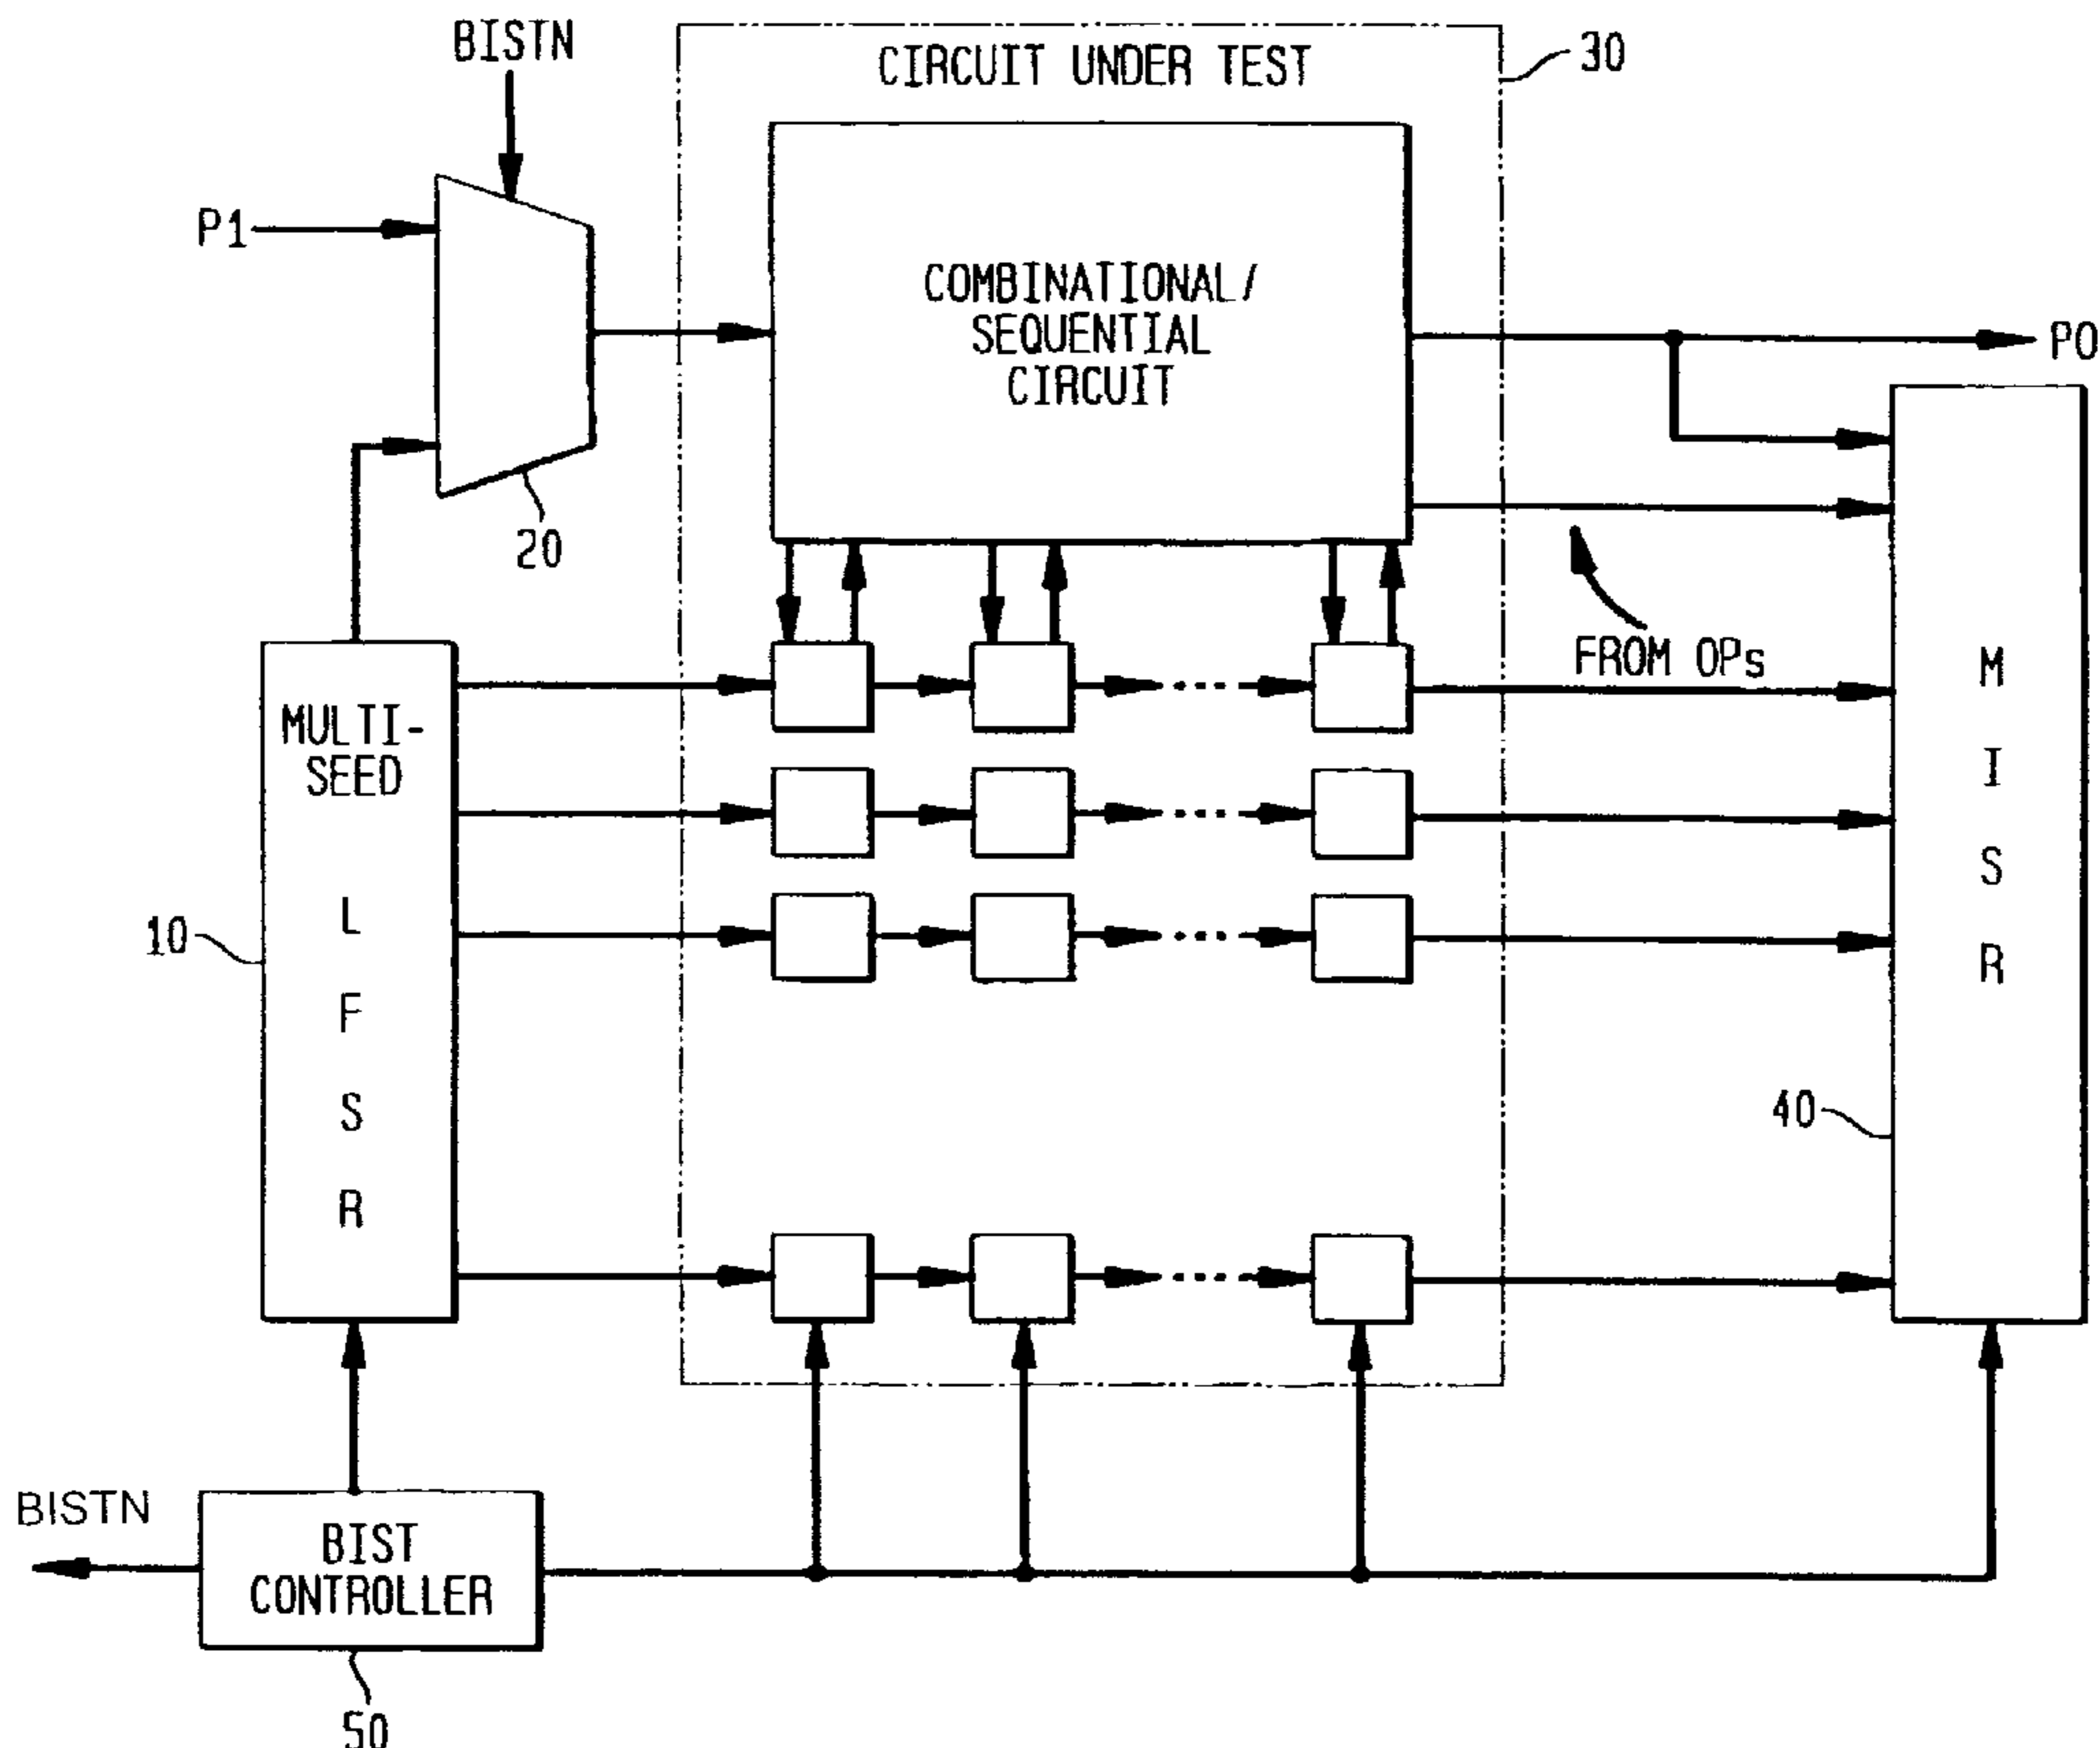 BISTN
CIRCUIT UNDER TEST
30
P1
COMBINATIONAL/
SEQUENTIAL
CIRCUIT
PO
20
FROM OPs
MULTI-
SEED
L
F
S
R
10
M
I
S
R
40
BISTN
BIST
CONTROLLER
50